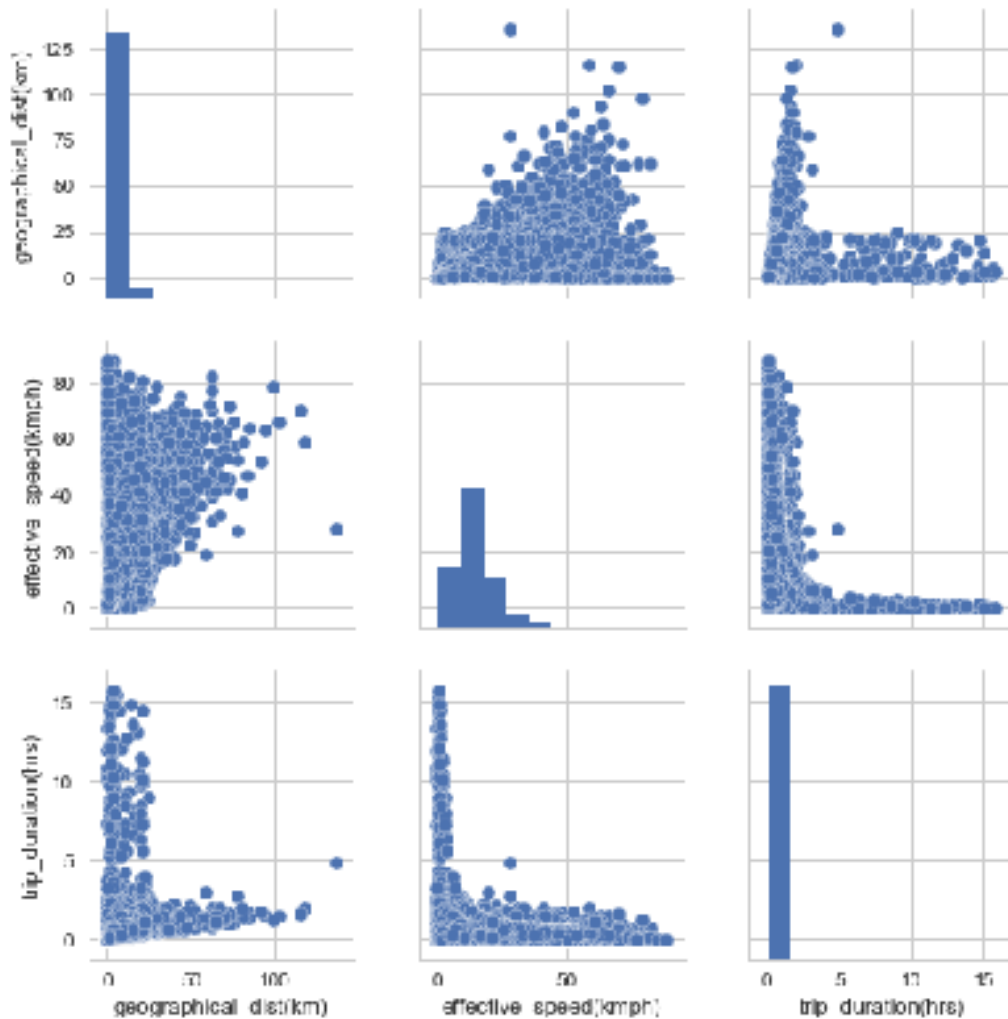 geographical_dist(km)
125
100
75
50
25
0
effective_speed(kmph)
80
60
40
20
0
trip_duration(hrs)
15
10
5
0
0 50 100
0 50
0 5 10 15
geographical_dist(km) effective_speed(kmph) trip_duration(hrs)